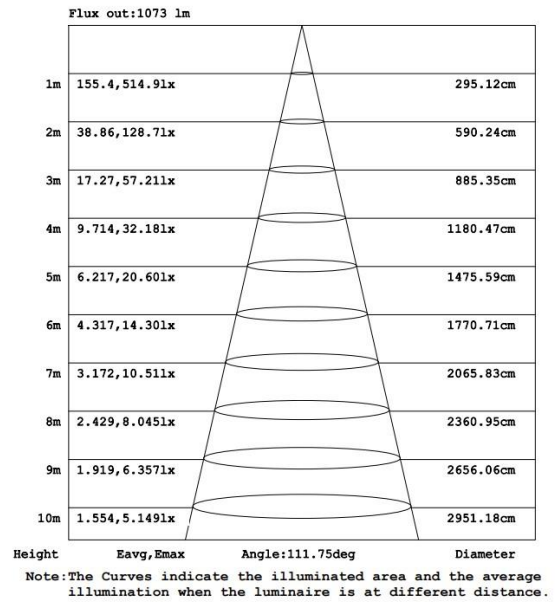 Flux out:1073 lm
1m 155.4,514.9lx 295.12cm
2m 38.86,128.7lx 590.24cm
3m 17.27,57.21lx 885.35cm
4m 9.714,32.18lx 1180.47cm
5m 6.217,20.60lx 1475.59cm
6m 4.317,14.30lx 1770.71cm
7m 3.172,10.51lx 2065.83cm
8m 2.429,8.045lx 2360.95cm
9m 1.919,6.357lx 2656.06cm
10m 1.554,5.149lx 2951.18cm
Height Eavg,Emax Angle:111.75deg Diameter
Note:The Curves indicate the illuminated area and the average
illumination when the luminaire is at different distance.